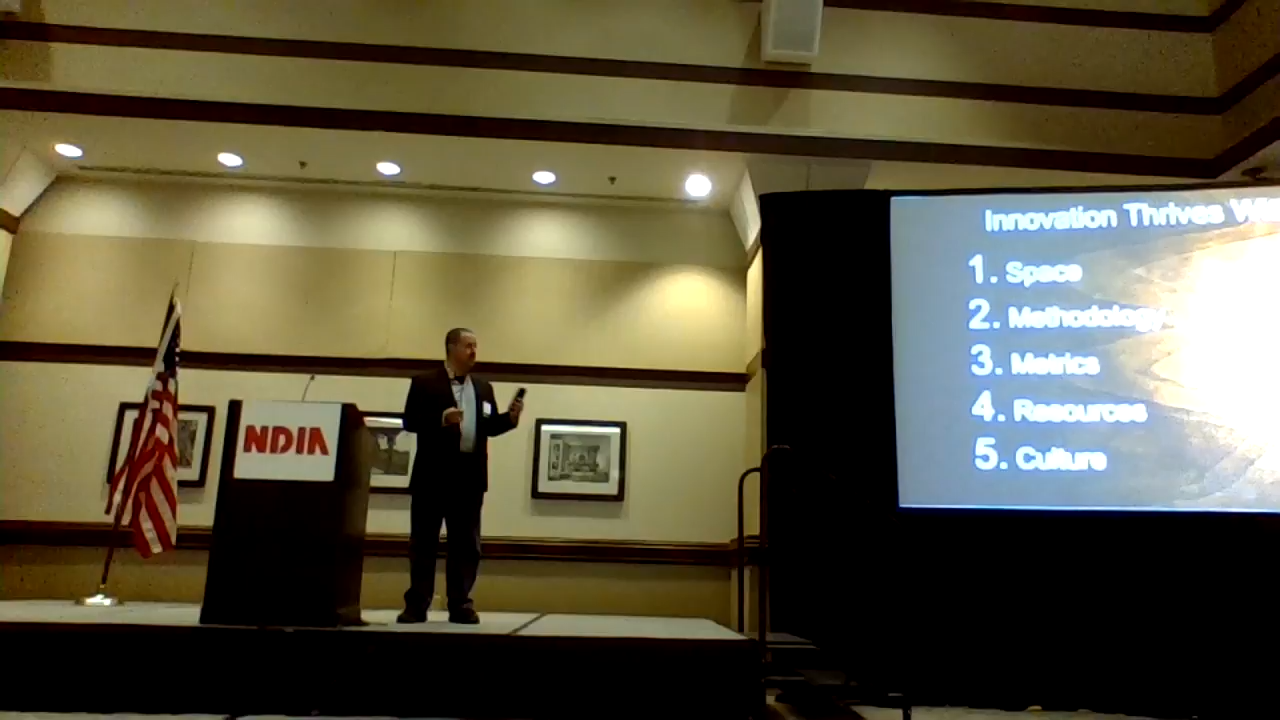 NDIA
Innovation Thrives
1. Space
2. Methodology
3. Metrics
4. Resources
5. Culture